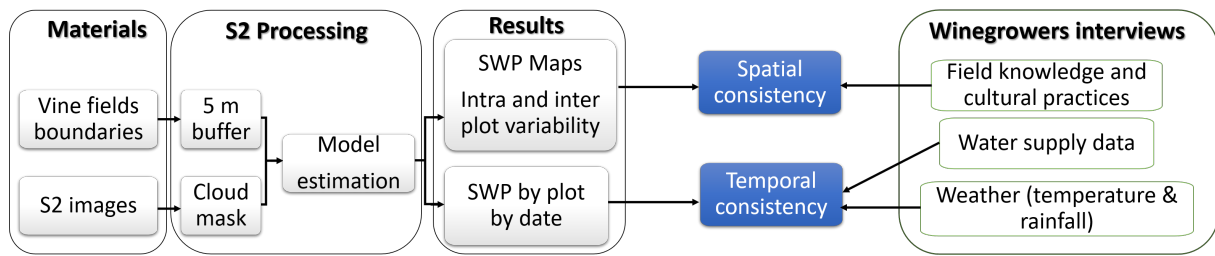 Materials
Vine fields
boundaries
S2 images
S2 Processing
5 m
buffer
Cloud
mask
Model
estimation
Results
SWP Maps
Intra and inter
plot variability
SWP by plot
by date
Spatial
consistency
Temporal
consistency
Winegrowers interviews
Field knowledge and
cultural practices
Water supply data
Weather (temperature &
rainfall)